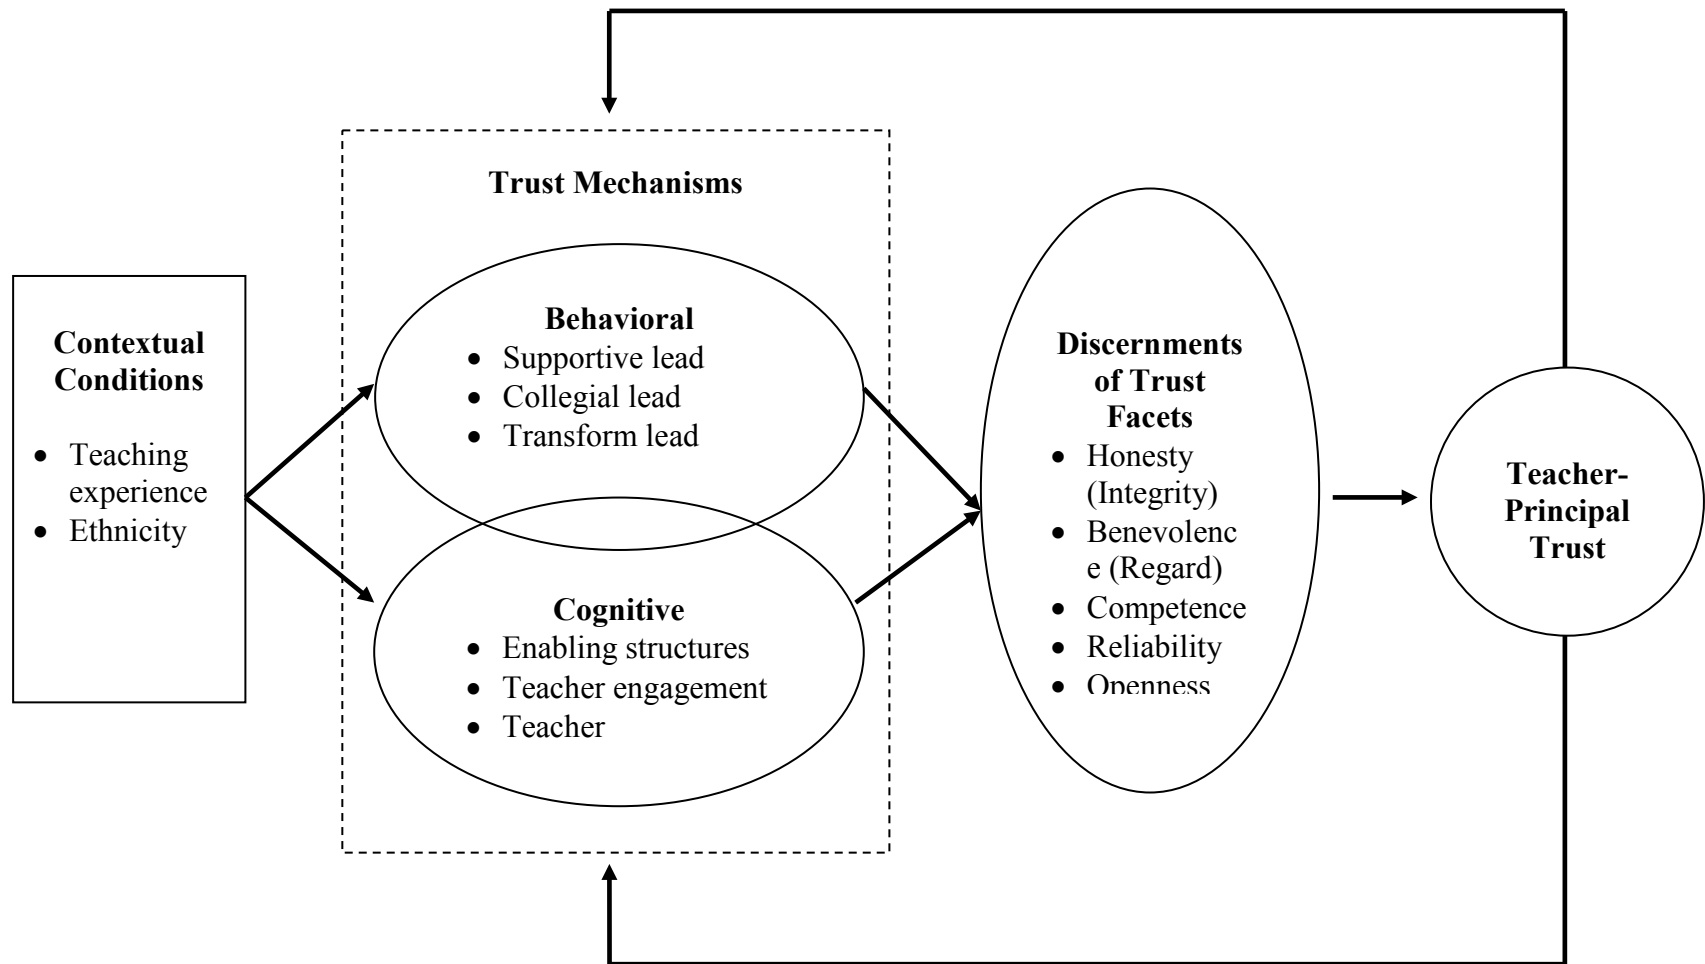 Trust Mechanisms
Contextual
Conditions
• Teaching
experience
• Ethnicity
Behavioral
• Supportive lead
• Collegial lead
• Transform lead
Cognitive
• Enabling structures
• Teacher engagement
• Teacher
Discernments
of Trust
Facets
• Honesty
(Integrity)
• Benevolenc
e (Regard)
• Competence
• Reliability
• Openness
Teacher-
Principal
Trust